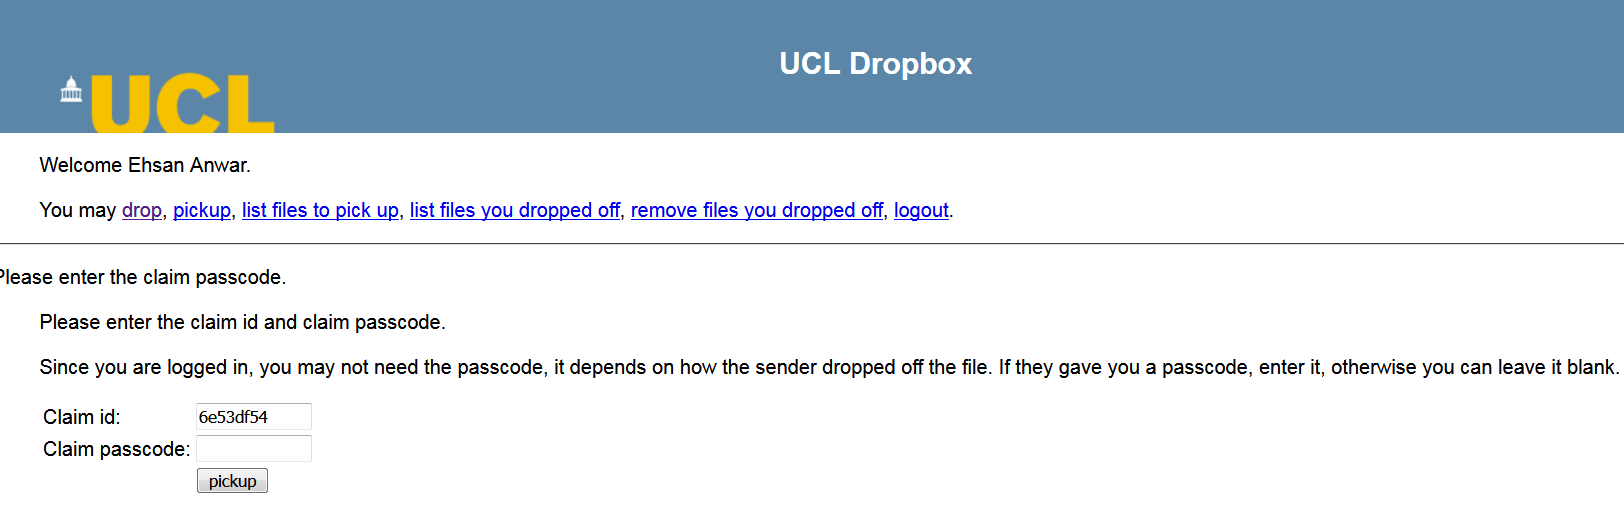 UCL Dropbox
UCL
Welcome Ehsan Anwar.
You may drop, pickup, list files to pick up, list files you dropped off, remove files you dropped off, logout.
Please enter the claim passcode.
Please enter the claim id and claim passcode.
Since you are logged in, you may not need the passcode, it depends on how the sender dropped off the file. If they gave you a passcode, enter it, otherwise you can leave it blank.
Claim id: 6e53df54
Claim passcode:
pickup